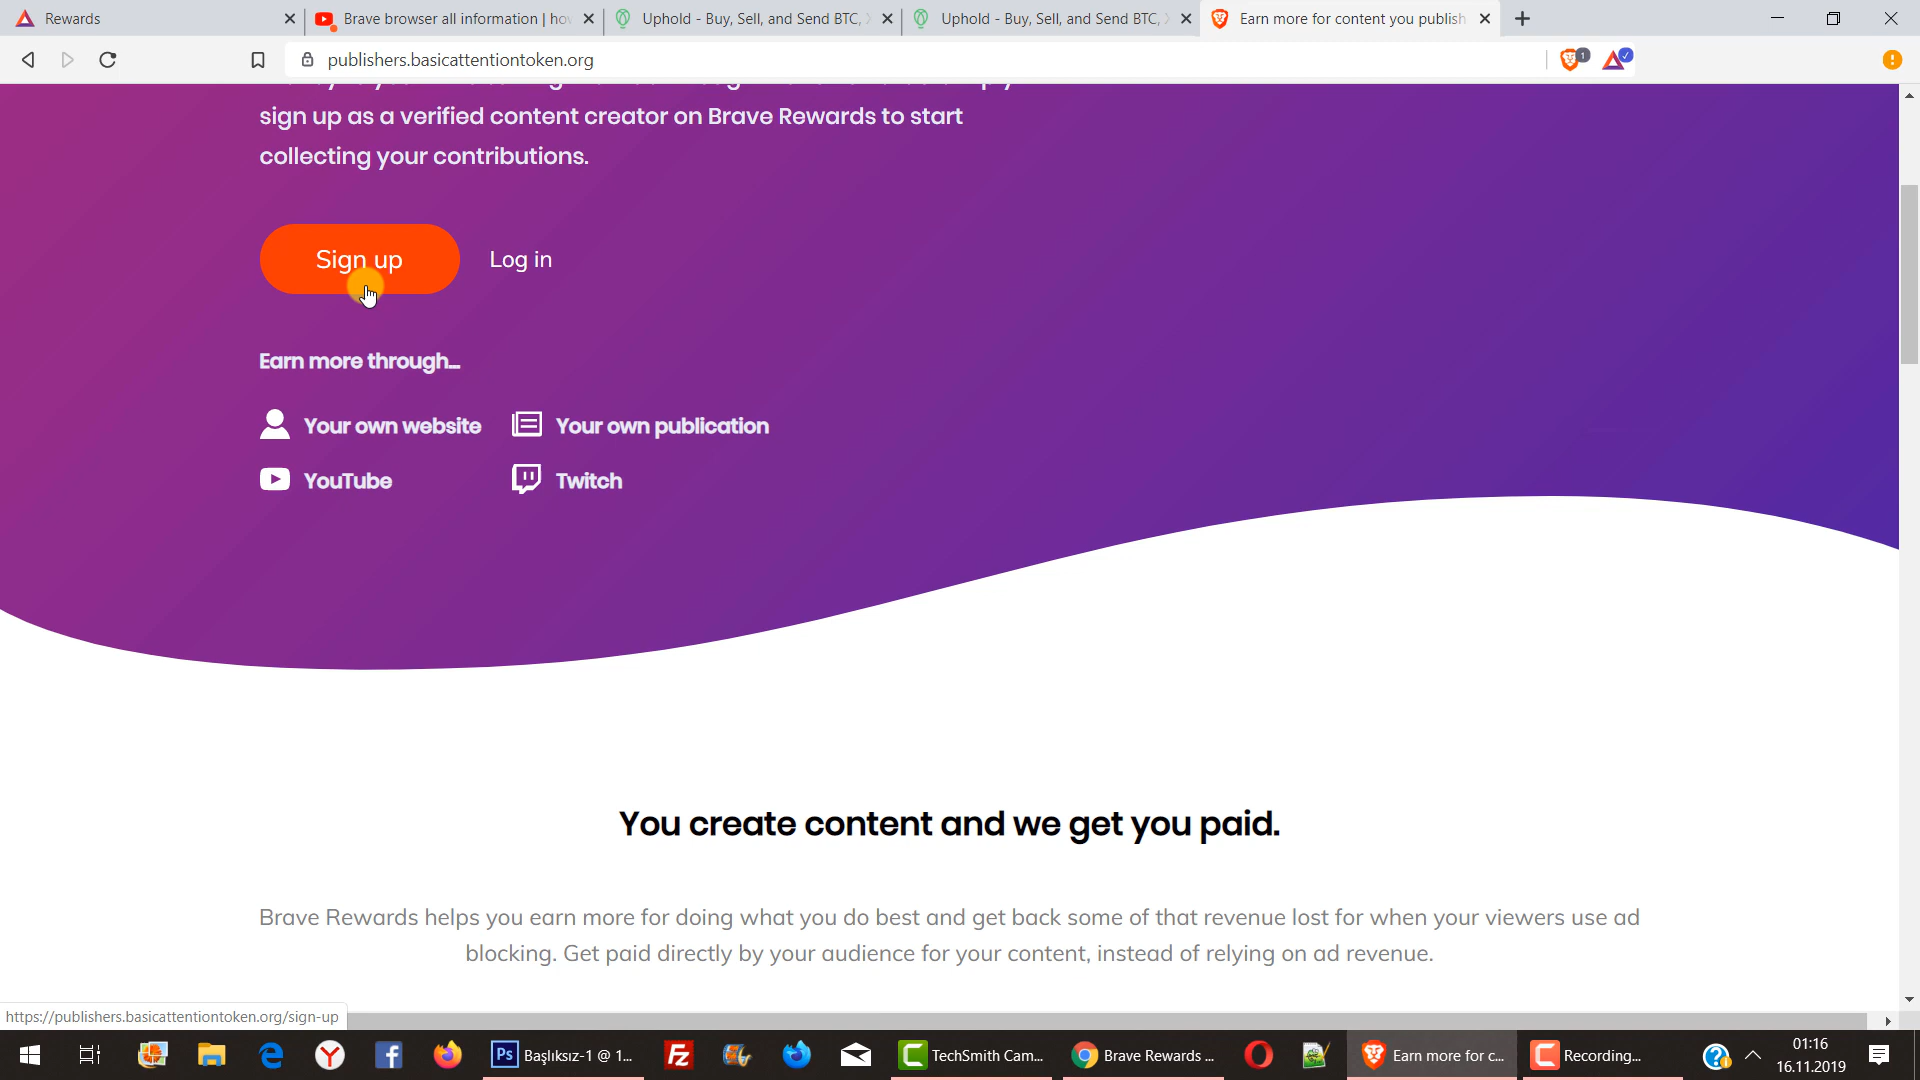 Rewards
Brave browser all information | ho
Uphold - Buy, Sell, and Send BTC,
Uphold - Buy, Sell, and Send BTC,
Earn more for content you publish
publishers.basicattentiontoken.org
1
sign up as a verified content creator on Brave Rewards to start
collecting your contributions.
Sign up
Log in
Earn more through...
Your own website
Your own publication
YouTube
Twitch
You create content and we get you paid.
Brave Rewards helps you earn more for doing what you do best and get back some of that revenue lost for when your viewers use ad
blocking. Get paid directly by your audience for your content, instead of relying on ad revenue.
https://publishers.basicattentiontoken.org/sign-up
Ps
Başlıksız-1 @ 1...
Fz
TechSmith Cam...
Brave Rewards ...
Earn more for c...
Recording...
01:16
16.11.2019